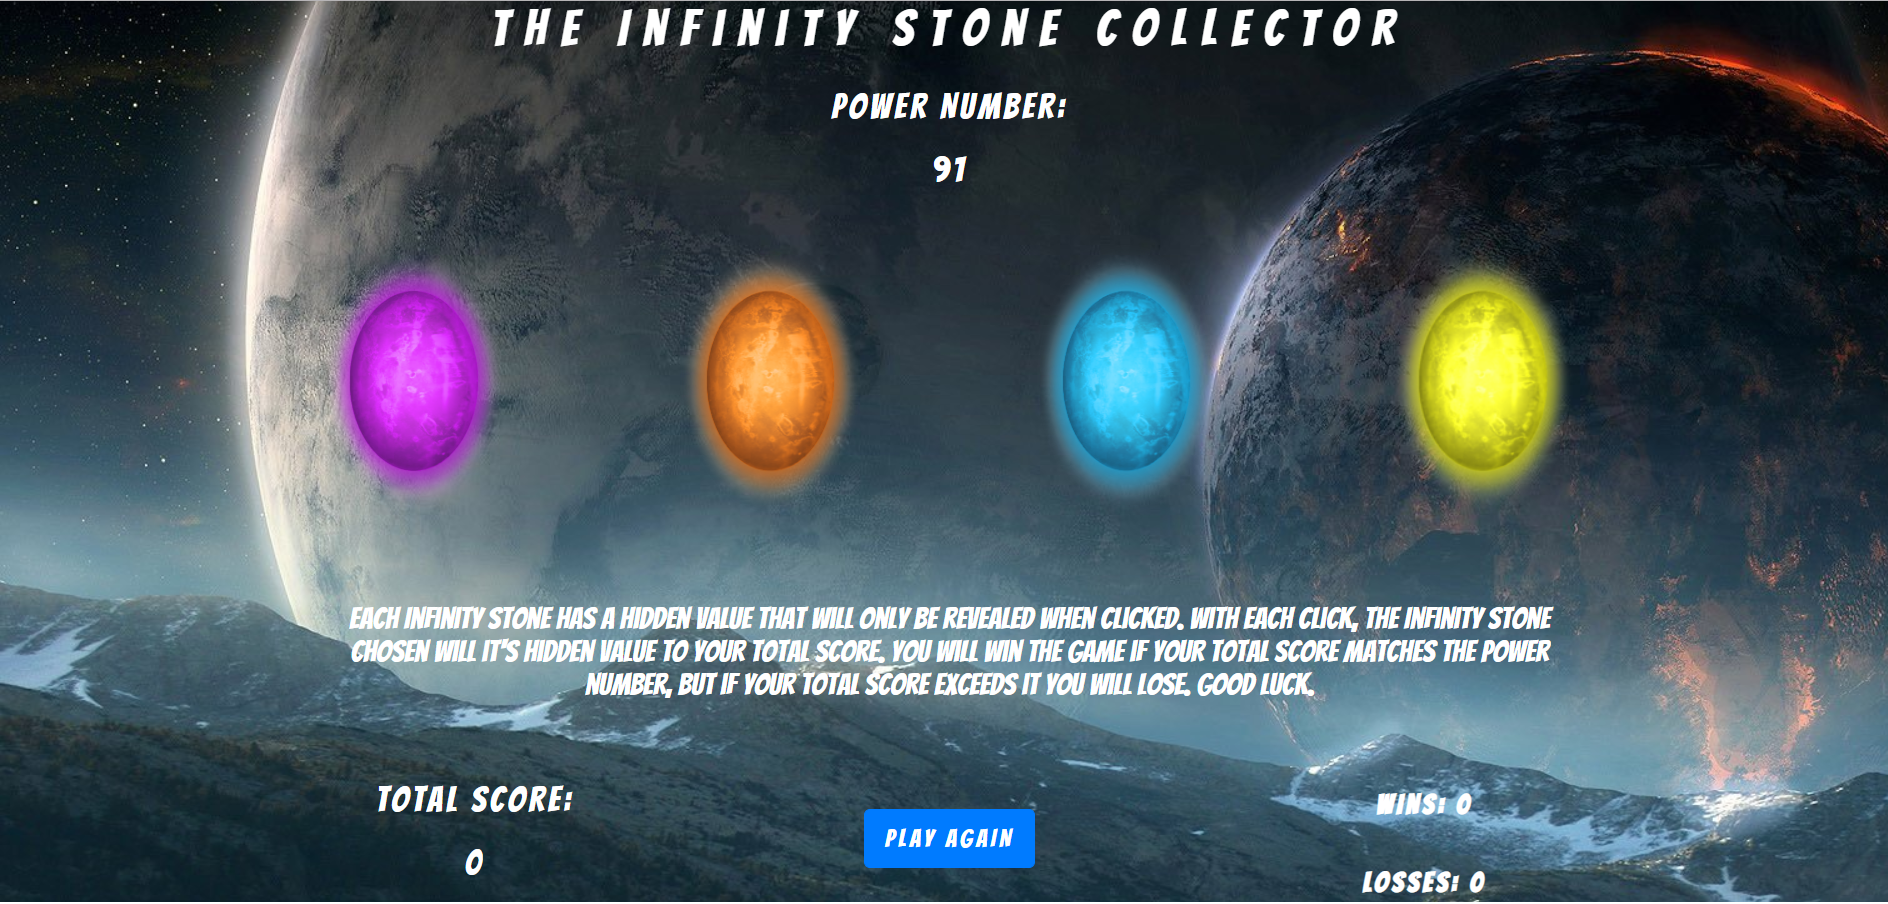 THE INFINITY STONE COLLECTOR
POWER NUMBER:
91
EACH INFINITY STONE HAS A HIDDEN VALUE THAT WILL ONLY BE REVEALED WHEN CLICKED. WITH EACH CLICK, THE INFINITY STONE
CHOSEN WILL IT'S HIDDEN VALUE TO YOUR TOTAL SCORE. YOU WILL WIN THE GAME IF YOUR TOTAL SCORE MATCHES THE POWER
NUMBER, BUT IF YOUR TOTAL SCORE EXCEEDS IT YOU WILL LOSE. GOOD LUCK.
TOTAL SCORE:
0
PLAY AGAIN
WINS: 0
LOSSES: 0